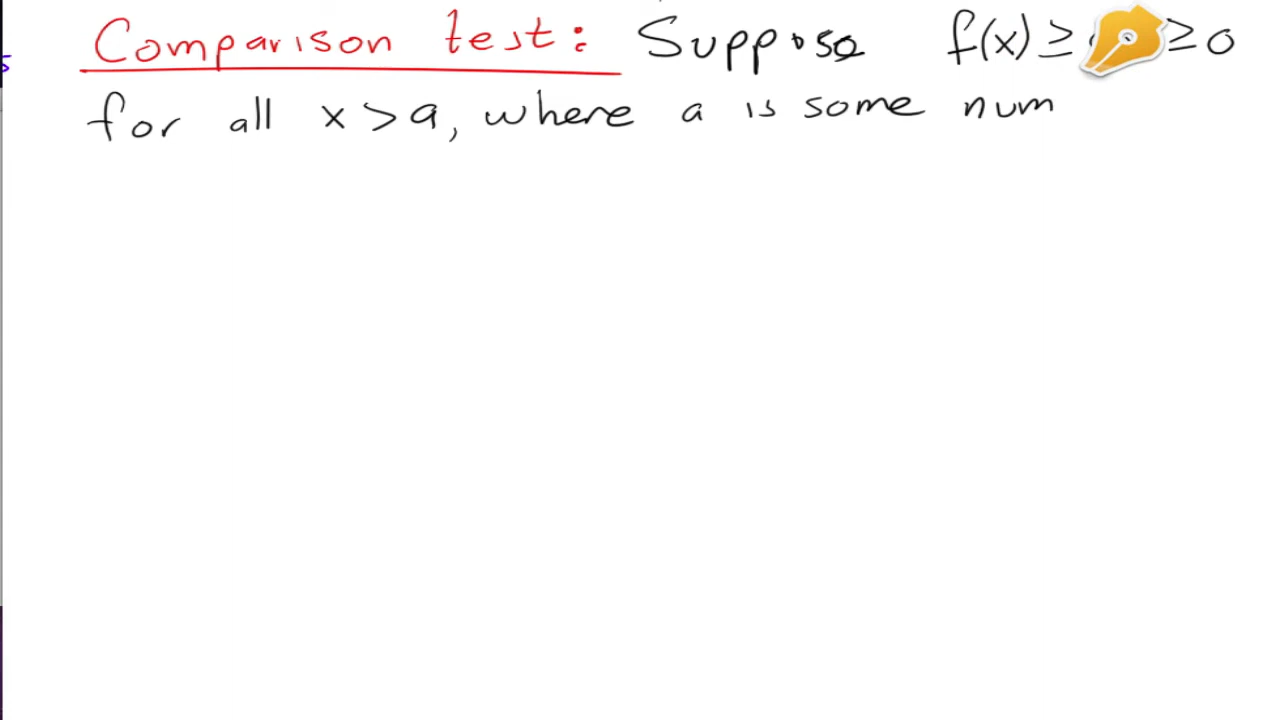 Comparison test: Suppose f(x) ≥ ≥ 0
for all x > a, where a is some num